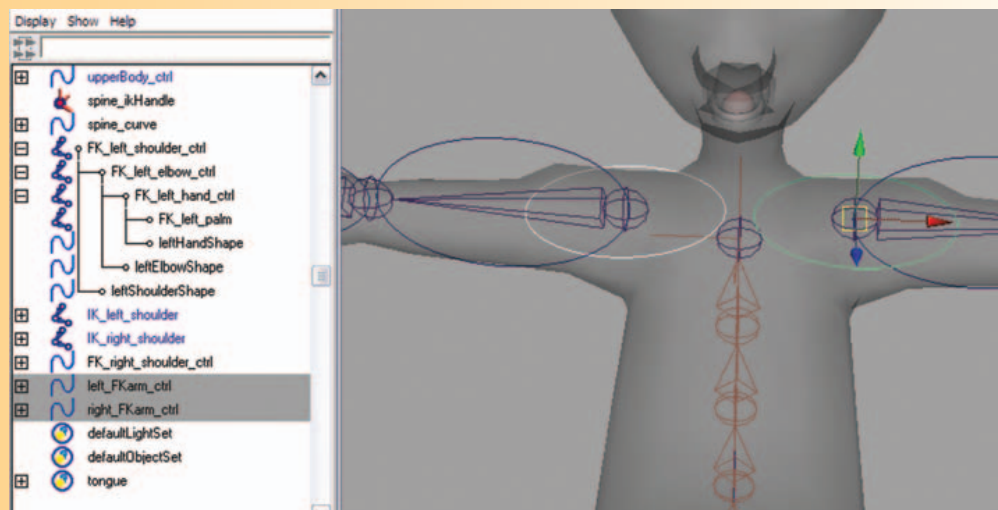 Display Show Help
upperBody_ctrl
spine_ikHandle
spine_curve
FK_left_shoulder_ctrl
FK_left_elbow_ctrl
FK_left_hand_ctrl
FK_left_palm
leftHandShape
leftElbowShape
leftShoulderShape
IK_left_shoulder
IK_right_shoulder
FK_right_shoulder_ctrl
left_FKarm_ctrl
right_FKarm_ctrl
defaultLightSet
defaultObjectSet
tongue